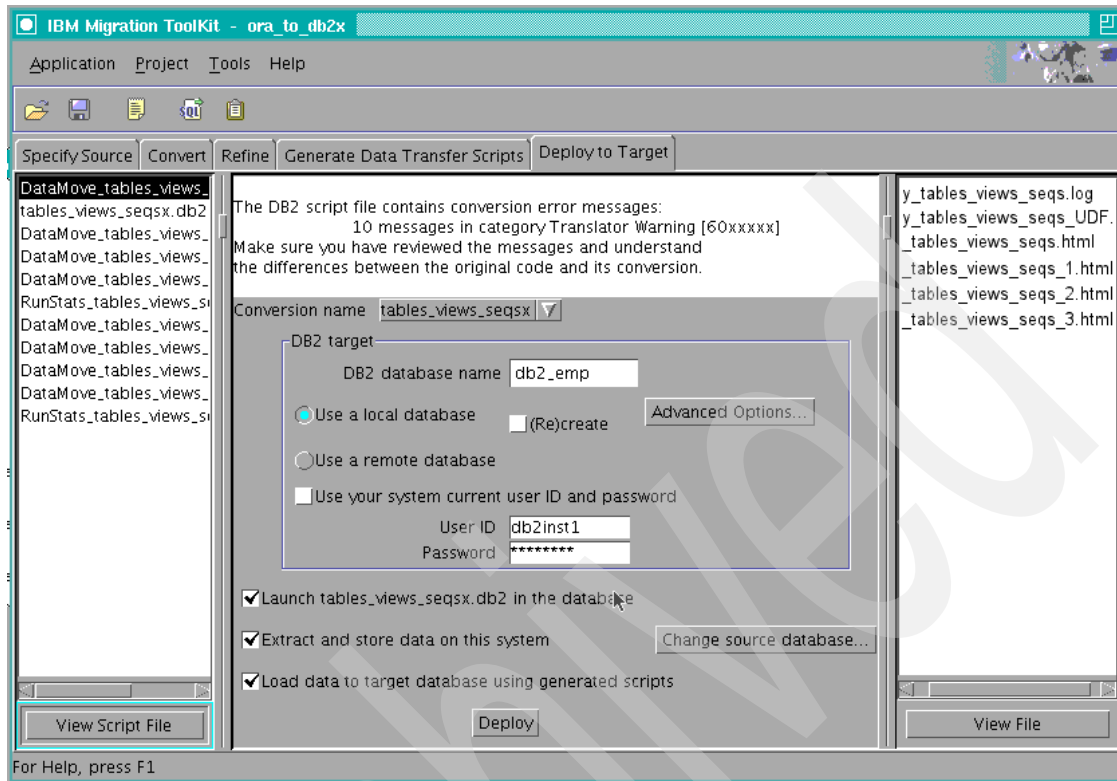 IBM Migration ToolKit - ora_to_db2x
Application Project Tools Help
SQL
Specify Source Convert Refine Generate Data Transfer Scripts Deploy to Target
DataMove_tables_views_
tables_views_seqsx.db2
DataMove_tables_views_
DataMove_tables_views_
DataMove_tables_views_
RunStats_tables_views_s
DataMove_tables_views_
DataMove_tables_views_
DataMove_tables_views_
DataMove_tables_views_
RunStats_tables_views_s
View Script File
The DB2 script file contains conversion error messages:
10 messages in category Translator Warning [60xxxxx]
Make sure you have reviewed the messages and understand
the differences between the original code and its conversion.
Conversion name tables_views_seqsx
DB2 target
DB2 database name db2_emp
Use a local database (Re)create Advanced Options...
Use a remote database
Use your system current user ID and password
User ID db2inst1
Password ********
Launch tables_views_seqsx.db2 in the database
Extract and store data on this system Change source database...
Load data to target database using generated scripts
Deploy
y_tables_views_seqs.log
y_tables_views_seqs_UDF.
_tables_views_seqs.html
_tables_views_seqs_1.html
_tables_views_seqs_2.html
_tables_views_seqs_3.html
View File
For Help, press F1